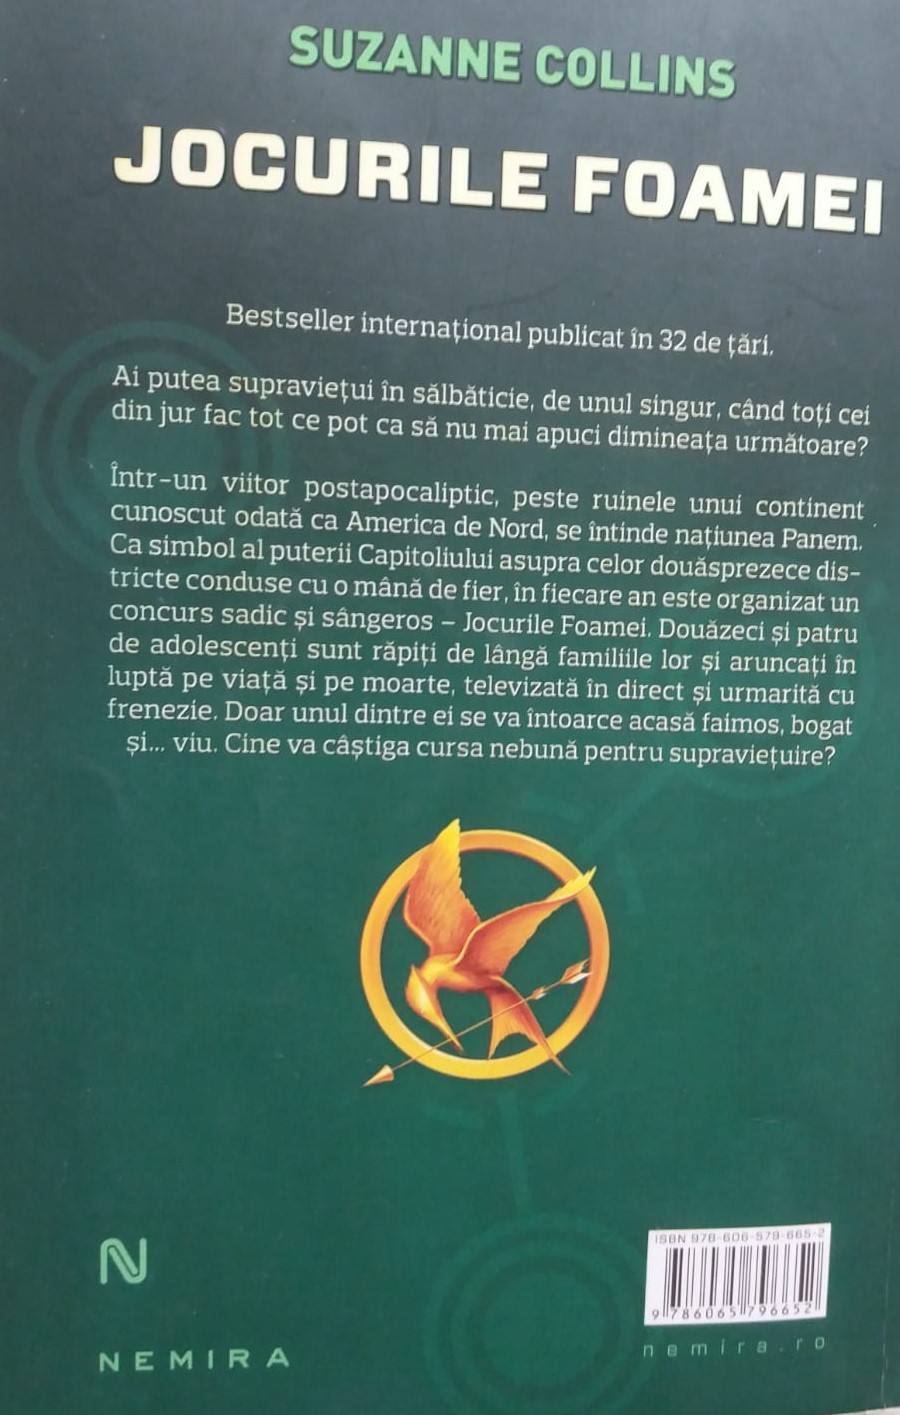 SUZANNE COLLINS
JOCURILE FOAMEI
Bestseller internațional publicat în 32 de țări.
Ai putea supraviețui în sălbăticie, de unul singur, când toți cei
din jur fac tot ce pot ca să nu mai apuci dimineața următoare?
Într-un viitor postapocaliptic, peste ruinele unui continent
cunoscut odată ca America de Nord, se întinde națiunea Panem.
Ca simbol al puterii Capitoliului asupra celor douăsprezece dis-
tricte conduse cu o mână de fier, în fiecare an este organizat un
concurs sadic și sângeros – Jocurile Foamei. Douăzeci și patru
de adolescenți sunt răpiți de lângă familiile lor și aruncați în
luptă pe viață și pe moarte, televizată în direct și urmarită cu
frenezie. Doar unul dintre ei se va întoarce acasă faimos, bogat
și... viu. Cine va câștiga cursa nebună pentru supraviețuire?
ISBN 978-606-579-665-2
9 786065 796652
nemira.ro
N
NEMIRA